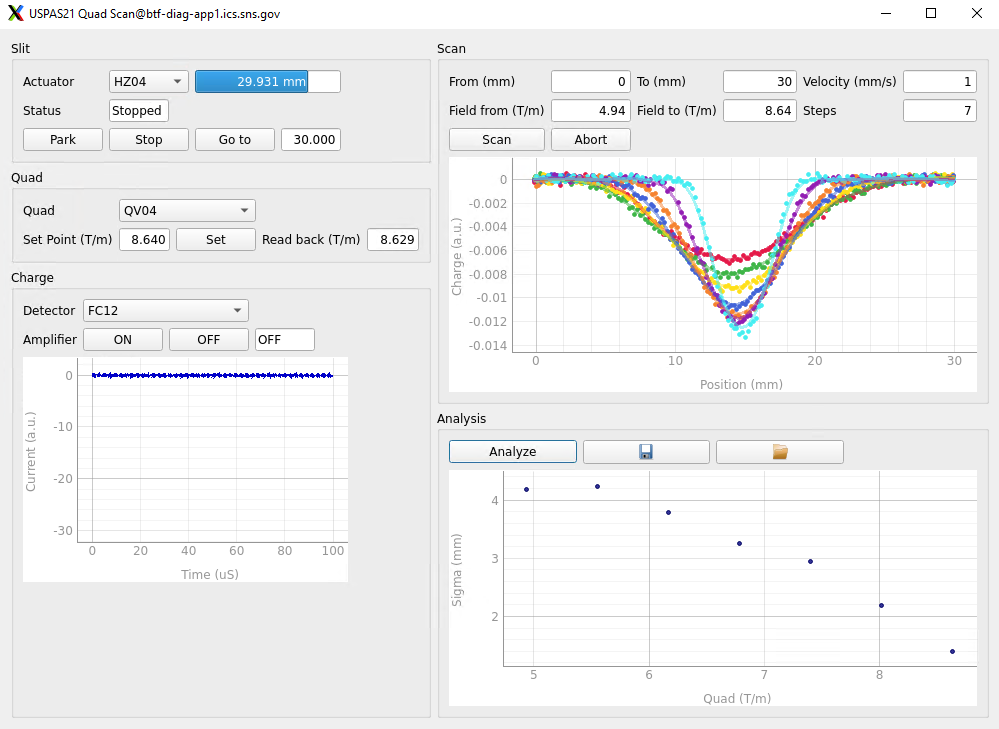 USPAS21 Quad Scan@btf-diag-app1.ics.sns.gov
Slit
Actuator HZ04 29.931 mm
Status Stopped
Park Stop Go to 30.000
Quad
Quad QV04
Set Point (T/m) 8.640 Set Read back (T/m) 8.629
Charge
Detector FC12
Amplifier ON OFF OFF
0
-10
-20
-30
Current (a.u.)
0 20 40 60 80 100
Time (uS)
Scan
From (mm) 0 To (mm) 30 Velocity (mm/s) 1
Field from (T/m) 4.94 Field to (T/m) 8.64 Steps 7
Scan Abort
0
-0.002
-0.004
-0.006
-0.008
-0.01
-0.012
-0.014
Charge (a.u.)
0 10 20 30
Position (mm)
Analysis
Analyze
4
3
2
Sigma (mm)
5 6 7 8
Quad (T/m)